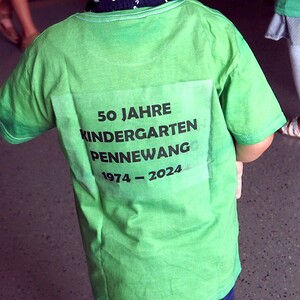 50 JAHRE
KINDERGARTEN
PENNEWANG
1974 – 2024